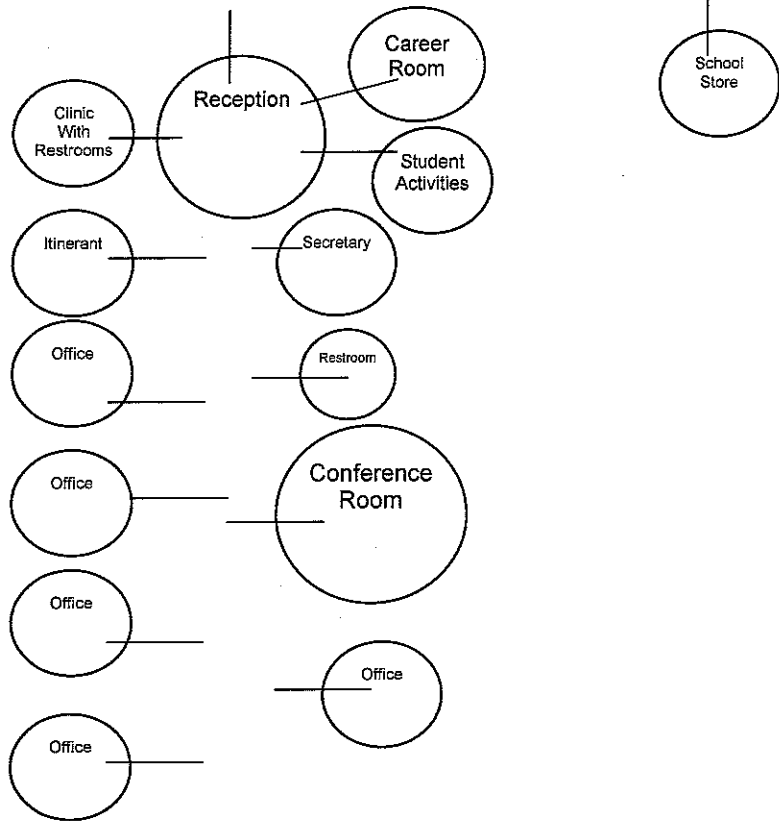 Career
Room
Reception
School
Store
Clinic
With
Restrooms
Student
Activities
Itinerant
Secretary
Office
Restroom
Conference
Room
Office
Office
Office
Office